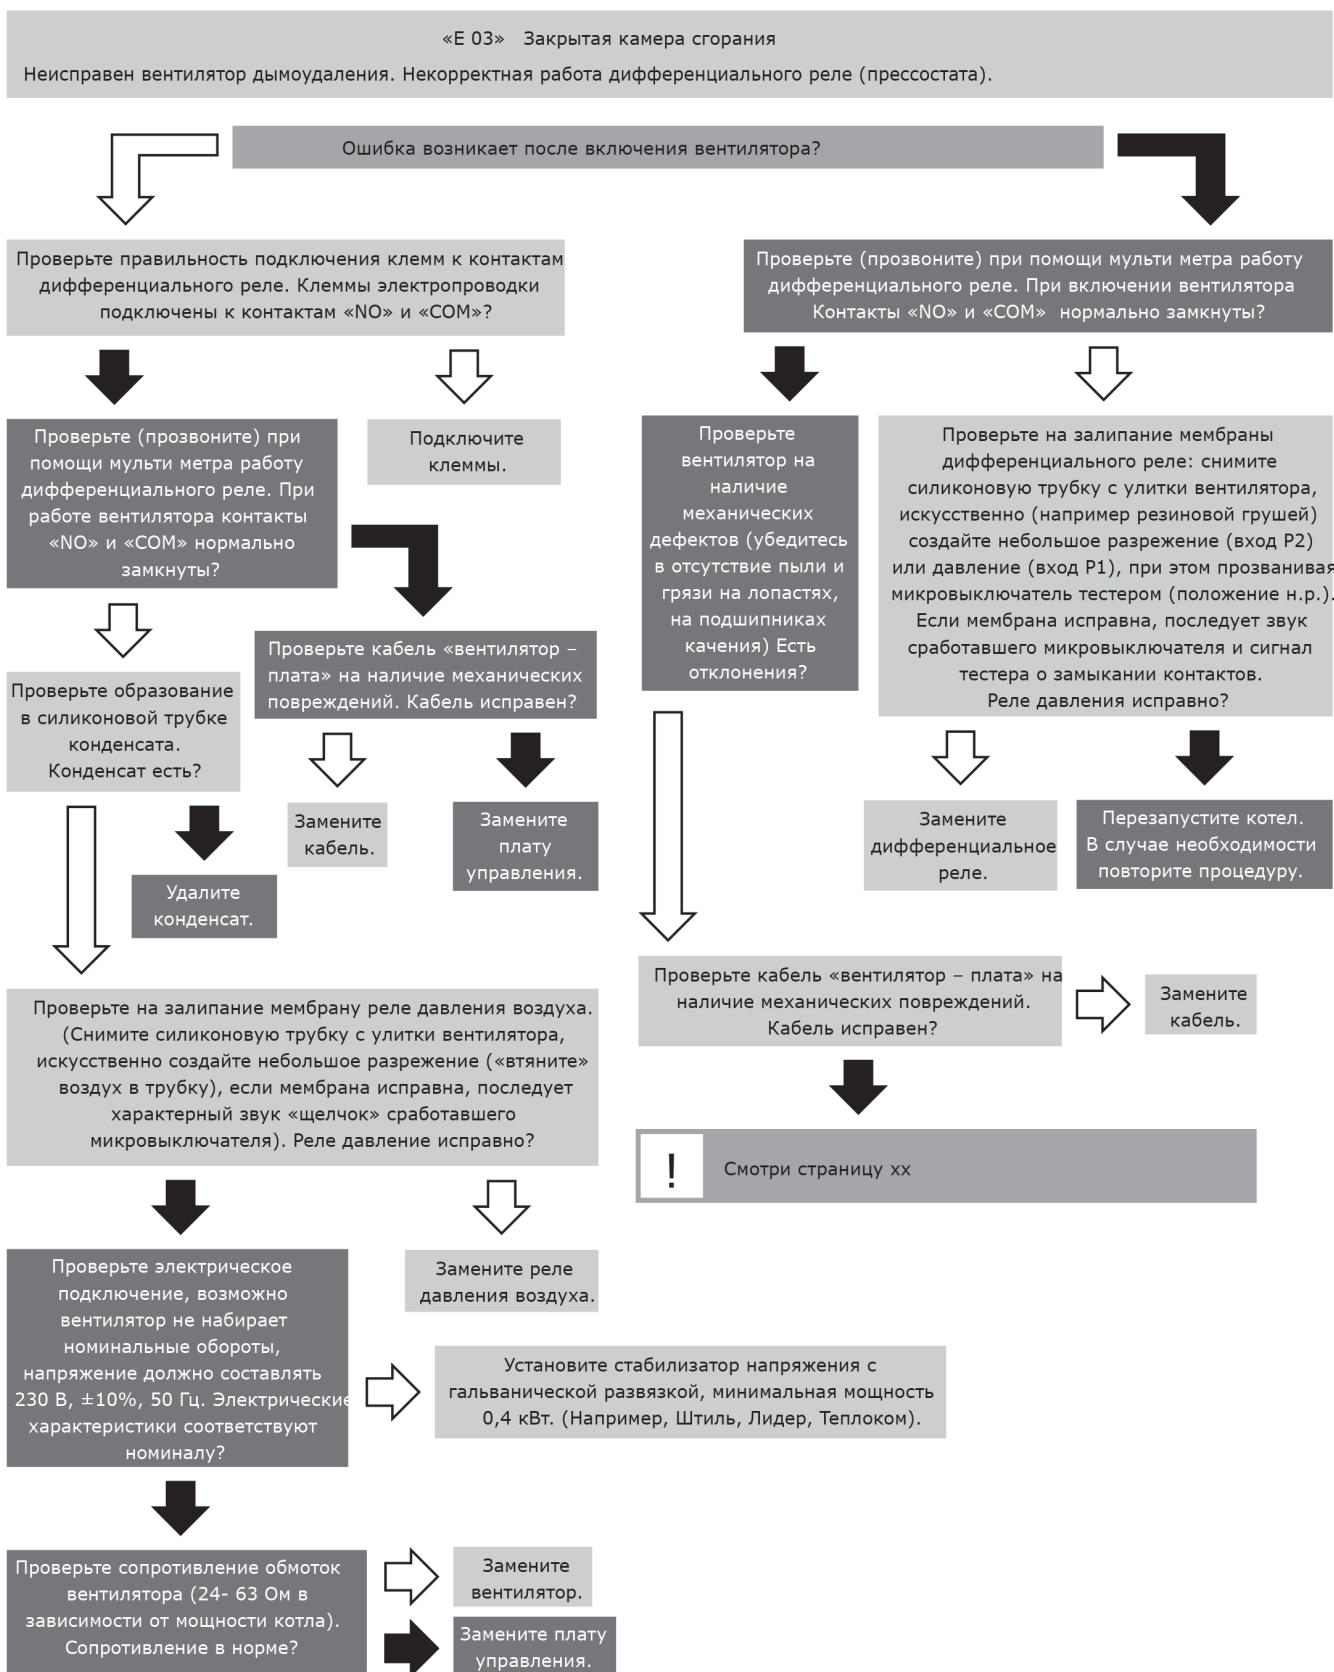 «Е 03»   Закрытая камера сгорания
Неисправен вентилятор дымоудаления. Некорректная работа дифференциального реле (прессостата).
Ошибка возникает после включения вентилятора?
Проверьте правильность подключения клемм к контактам
дифференциального реле. Клеммы электропроводки
подключены к контактам «NO» и «COM»?
Проверьте (прозвоните) при помощи мульти метра работу
дифференциального реле. При включении вентилятора
Контакты «NO» и «COM»  нормально замкнуты?
Проверьте (прозвоните) при
помощи мульти метра работу
дифференциального реле. При
работе вентилятора контакты
«NO» и «COM» нормально
замкнуты?
Подключите
клеммы.
Проверьте
вентилятор на
наличие
механических
дефектов (убедитесь
в отсутствие пыли и
грязи на лопастях,
на подшипниках
качения) Есть
отклонения?
Проверьте на залипание мембраны
дифференциального реле: снимите
силиконовую трубку с улитки вентилятора,
искусственно (например резиновой грушей)
создайте небольшое разрежение (вход Р2)
или давление (вход Р1), при этом прозванивая
микровыключатель тестером (положение н.р.).
Если мембрана исправна, последует звук
сработавшего микровыключателя и сигнал
тестера о замыкании контактов.
Реле давления исправно?
Проверьте кабель «вентилятор –
плата» на наличие механических
повреждений. Кабель исправен?
Проверьте образование
в силиконовой трубке
конденсата.
Конденсат есть?
Замените
кабель.
Замените
плату
управления.
Замените
дифференциальное
реле.
Перезапустите котел.
В случае необходимости
повторите процедуру.
Удалите
конденсат.
Проверьте кабель «вентилятор – плата» на
наличие механических повреждений.
Кабель исправен?
Замените
кабель.
Проверьте на залипание мембрану реле давления воздуха.
(Снимите силиконовую трубку с улитки вентилятора,
искусственно создайте небольшое разрежение («втяните»
воздух в трубку), если мембрана исправна, последует
характерный звук «щелчок» сработавшего
микровыключателя). Реле давление исправно?
!
Смотри страницу хх
Проверьте электрическое
подключение, возможно
вентилятор не набирает
номинальные обороты,
напряжение должно составлять
230 В, ±10%, 50 Гц. Электрические
характеристики соответствуют
номиналу?
Замените реле
давления воздуха.
Установите стабилизатор напряжения с
гальванической развязкой, минимальная мощность
0,4 кВт. (Например, Штиль, Лидер, Теплоком).
Проверьте сопротивление обмоток
вентилятора (24- 63 Ом в
зависимости от мощности котла).
Сопротивление в норме?
Замените
вентилятор.
Замените плату
управления.